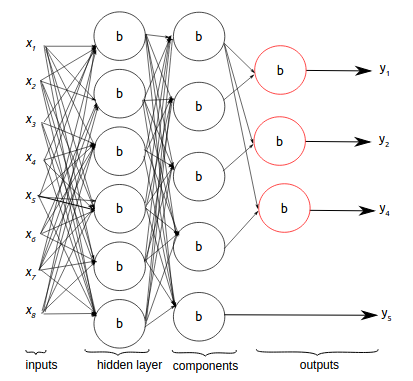 x1
x2
x3
x4
x5
x6
x7
x8
b
b
b
b
b
b
b
b
b
b
b
b
b
b
y1
y2
y4
y5
inputs
hidden layer
components
outputs